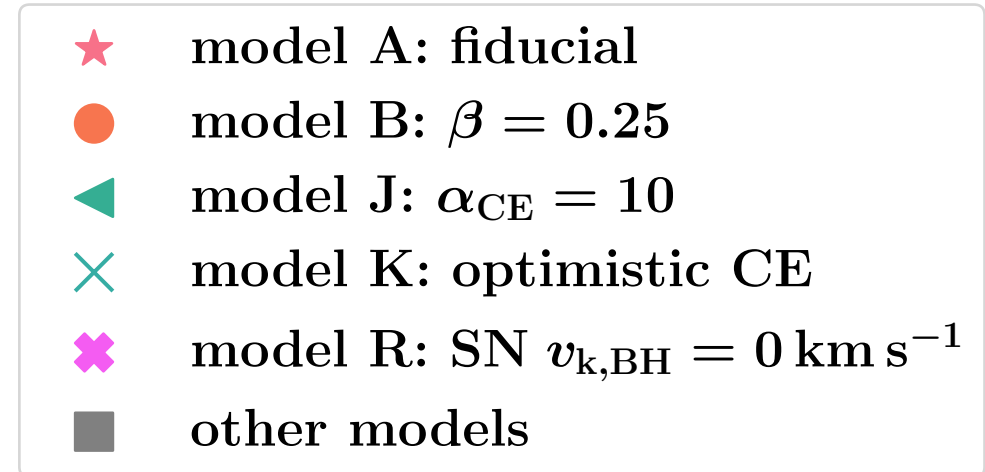 model A: fiducial
model B: β = 0.25
model J: α_CE = 10
model K: optimistic CE
model R: SN v_k,BH = 0 km s⁻¹
other models